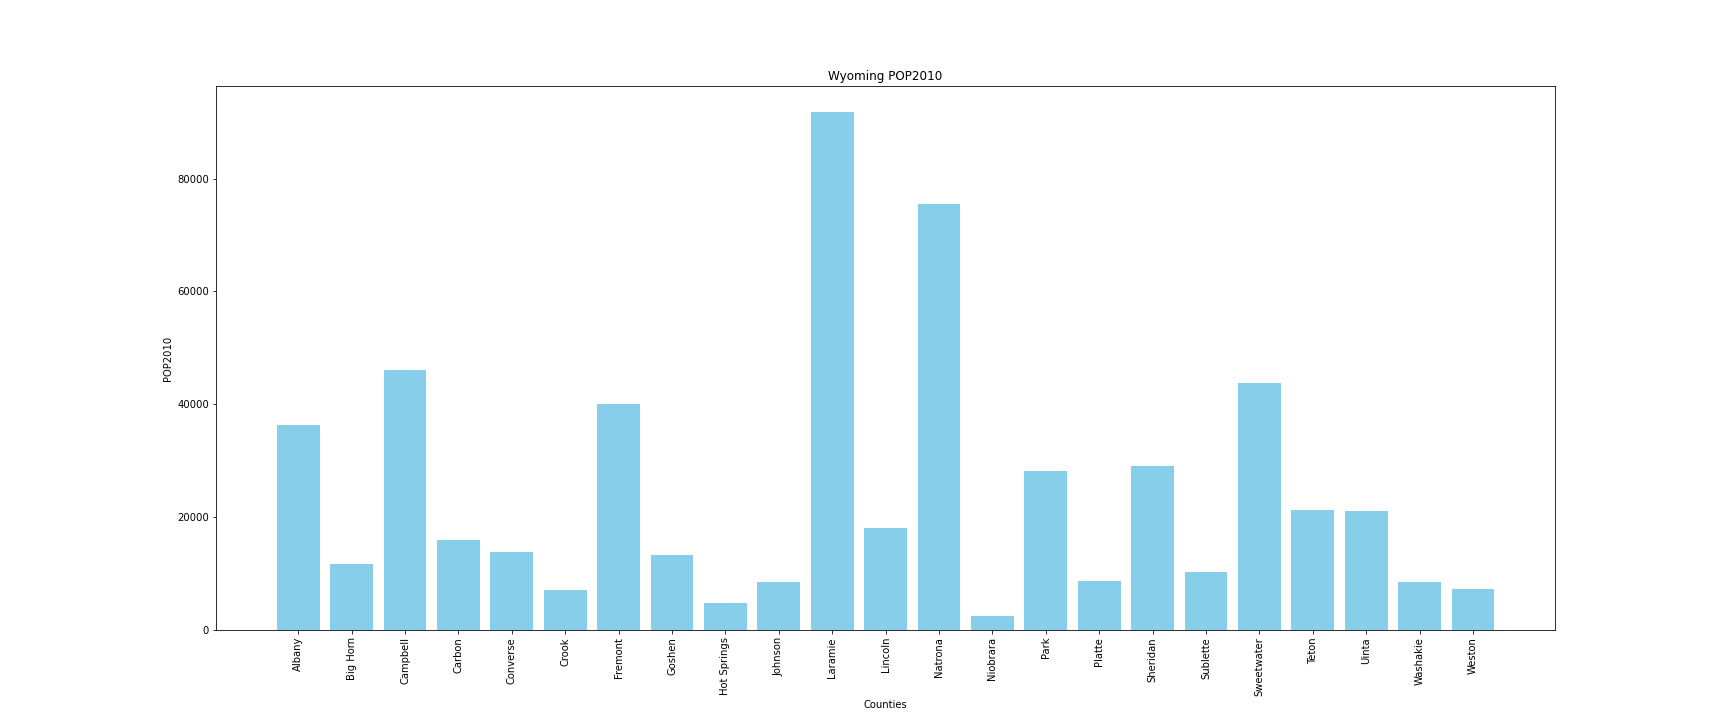 Wyoming POP2010
POP2010
80000
60000
40000
20000
0
Albany
Big Horn
Campbell
Carbon
Converse
Crook
Fremont
Goshen
Hot Springs
Johnson
Laramie
Lincoln
Natrona
Niobrara
Park
Platte
Sheridan
Sublette
Sweetwater
Teton
Uinta
Washakie
Weston
Counties